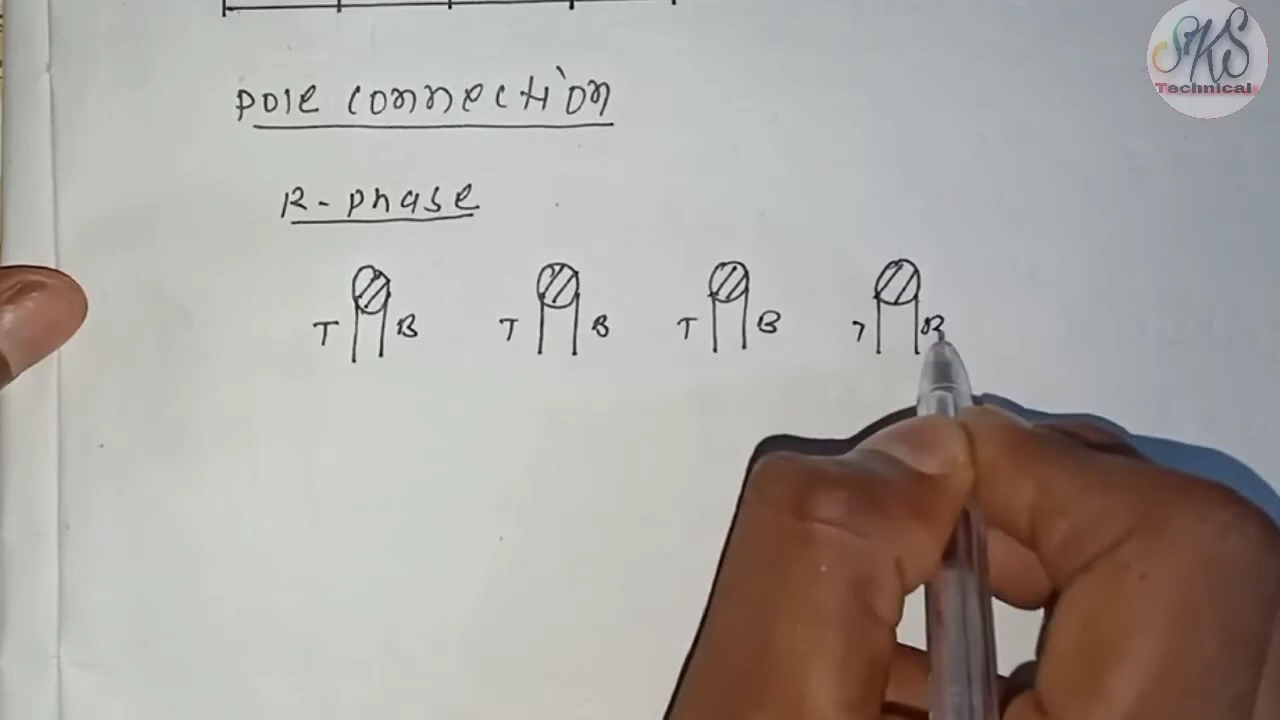 SKS
Technical
Pole connection
R-phase
T B T B T B T B